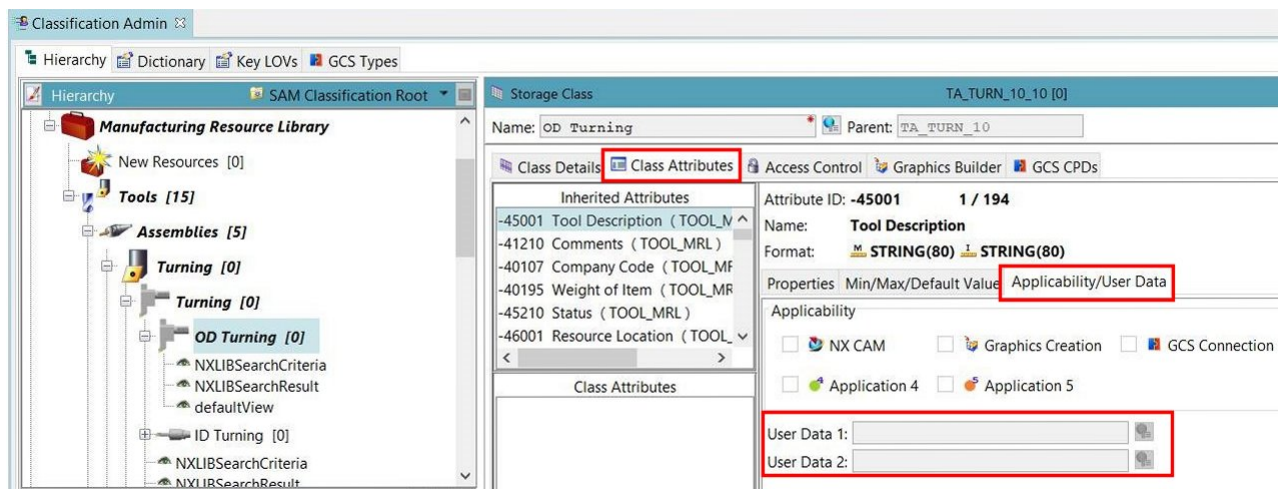 Classification Admin
Hierarchy Dictionary Key LOVs GCS Types
Hierarchy SAM Classification Root
Manufacturing Resource Library
New Resources [0]
Tools [15]
Assemblies [5]
Turning [0]
Turning [0]
OD Turning [0]
NXLIBSearchCriteria
NXLIBSearchResult
defaultView
ID Turning [0]
NXLIBSearchCriteria
NXLIBSearchResult
Storage Class TA_TURN_10_10 [0]
Name: OD Turning * Parent: TA_TURN_10
Class Details Class Attributes Access Control Graphics Builder GCS CPDs
Inherited Attributes
-45001 Tool Description ( TOOL_M
-41210 Comments ( TOOL_MRL )
-40107 Company Code ( TOOL_MF
-40195 Weight of Item ( TOOL_MR
-45210 Status ( TOOL_MRL )
-46001 Resource Location ( TOOL_
Class Attributes
Attribute ID: -45001 1 / 194
Name: Tool Description
Format: M STRING(80) I STRING(80)
Properties Min/Max/Default Value Applicability/User Data
Applicability
NX CAM Graphics Creation GCS Connection
4 Application 4 5 Application 5
User Data 1:
User Data 2: